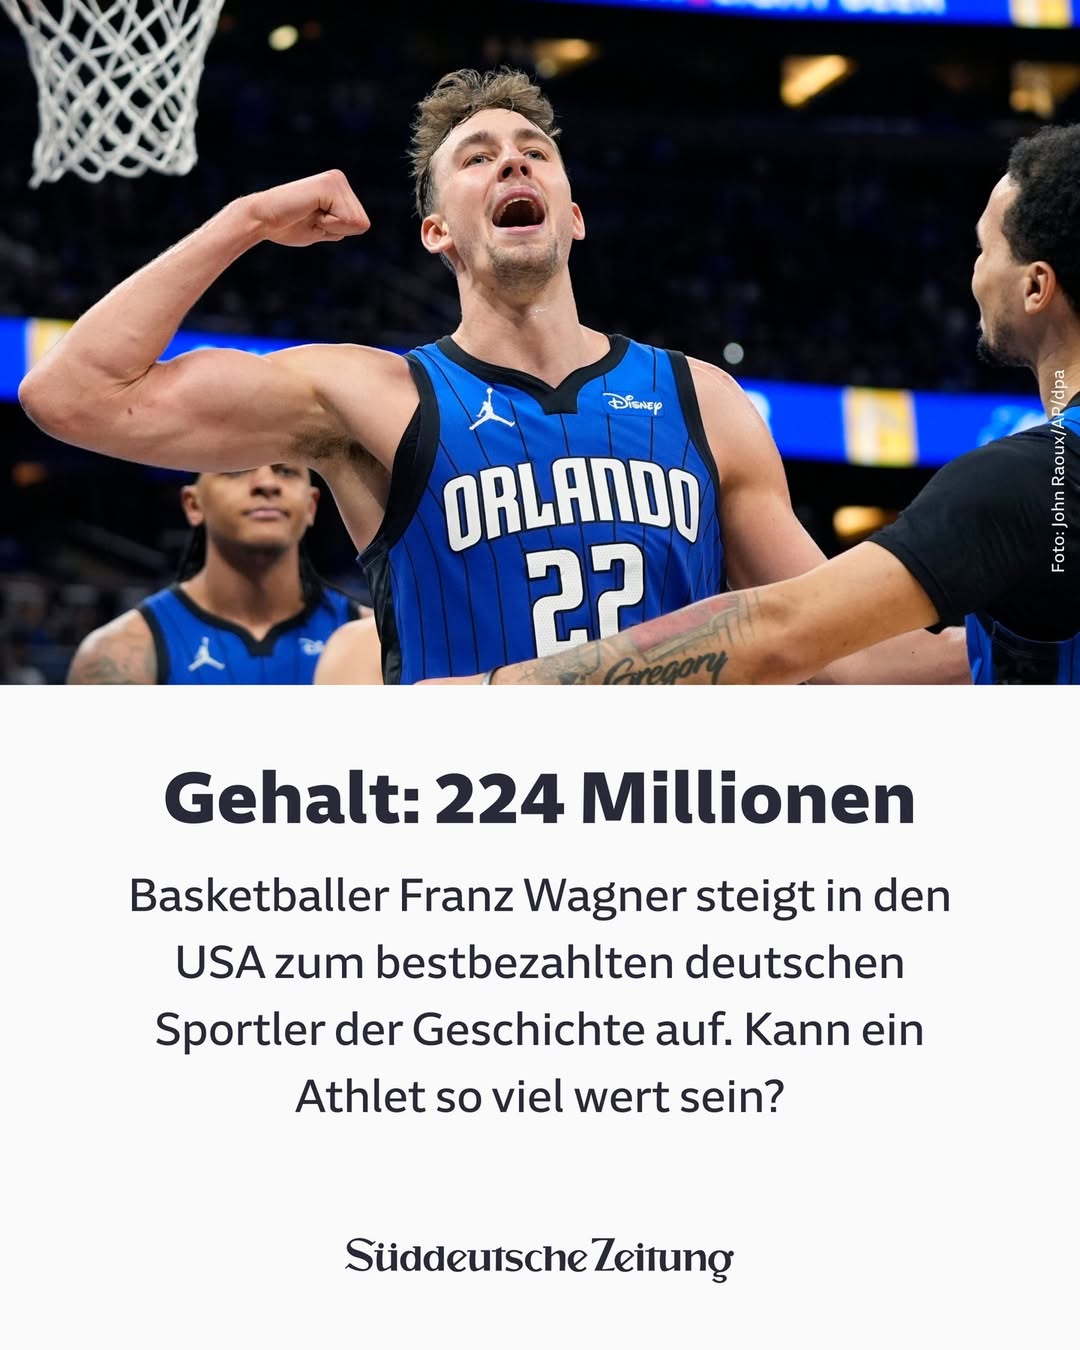 DISNEY
ORLANDO
22
Gregory
Foto: John Raoux/AP/dpa
Gehalt: 224 Millionen
Basketballer Franz Wagner steigt in den
USA zum bestbezahlten deutschen
Sportler der Geschichte auf. Kann ein
Athlet so viel wert sein?
Süddeutsche Zeitung